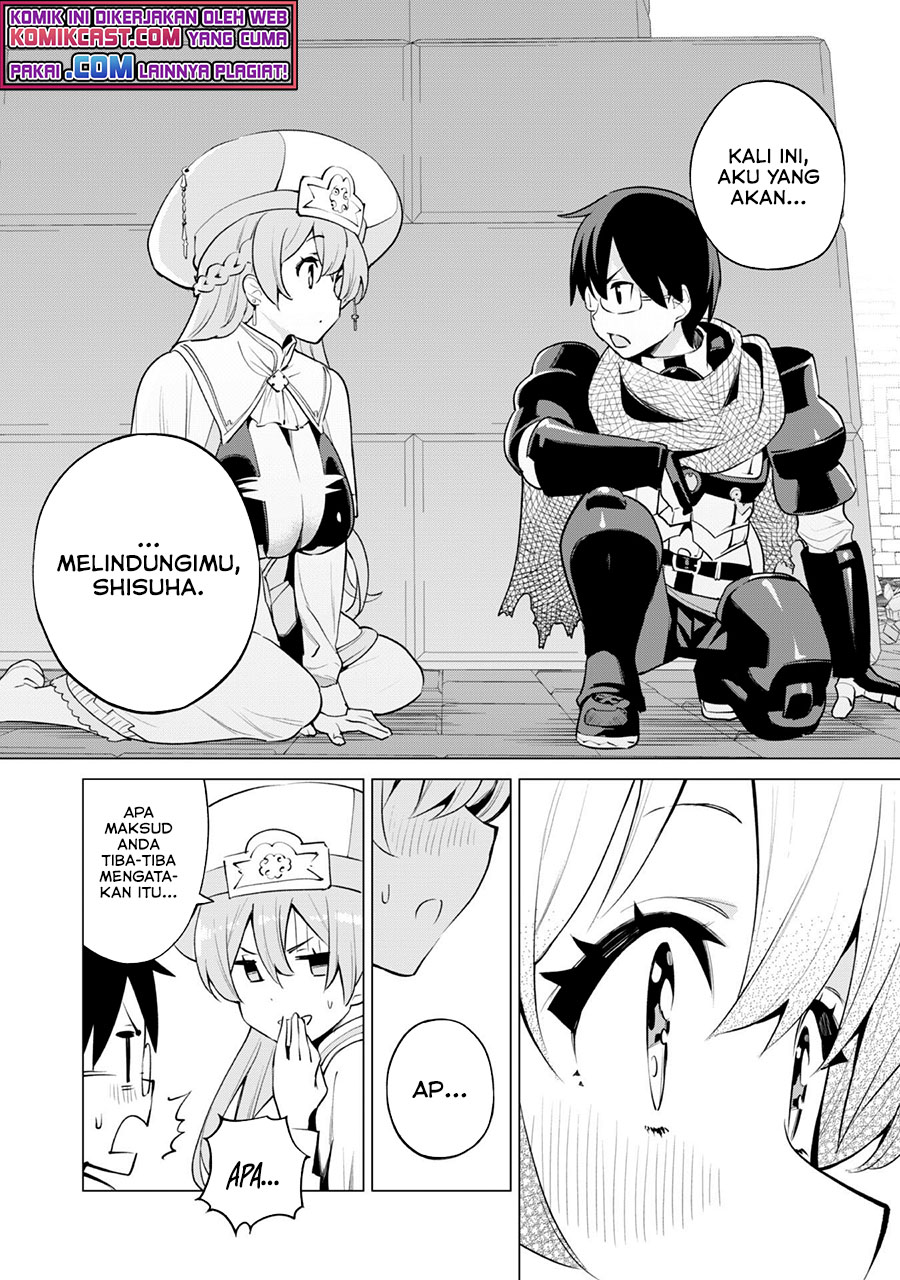 KOMIK INI DIKERJAKAN OLEH WEB
KOMIKCAST.COM YANG CUMA
PAKAI .COM LAINNYA PLAGIAT!
KALI INI,
AKU YANG
AKAN...
...
MELINDUNGIMU,
SHISUHA.
AP...
APA
MAKSUD
ANDA
TIBA-TIBA
MENGATA-
KAN ITU...
APA...